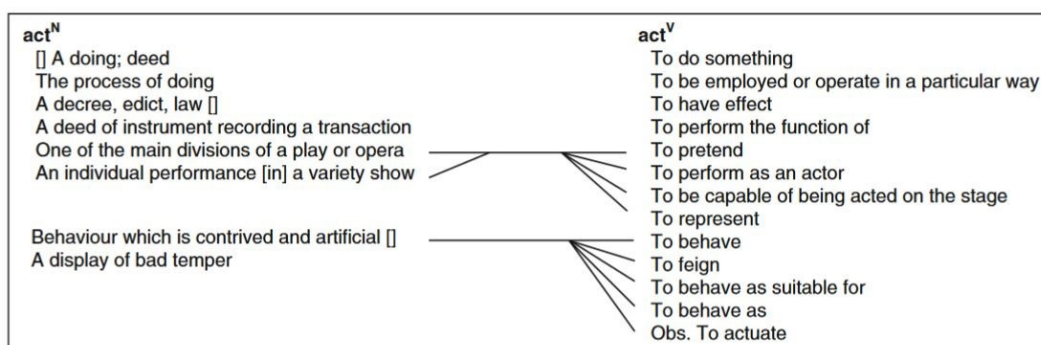 act^N
[] A doing; deed
The process of doing
A decree, edict, law []
A deed of instrument recording a transaction
One of the main divisions of a play or opera
An individual performance [in] a variety show
Behaviour which is contrived and artificial []
A display of bad temper
act^V
To do something
To be employed or operate in a particular way
To have effect
To perform the function of
To pretend
To perform as an actor
To be capable of being acted on the stage
To represent
To behave
To feign
To behave as suitable for
To behave as
Obs. To actuate